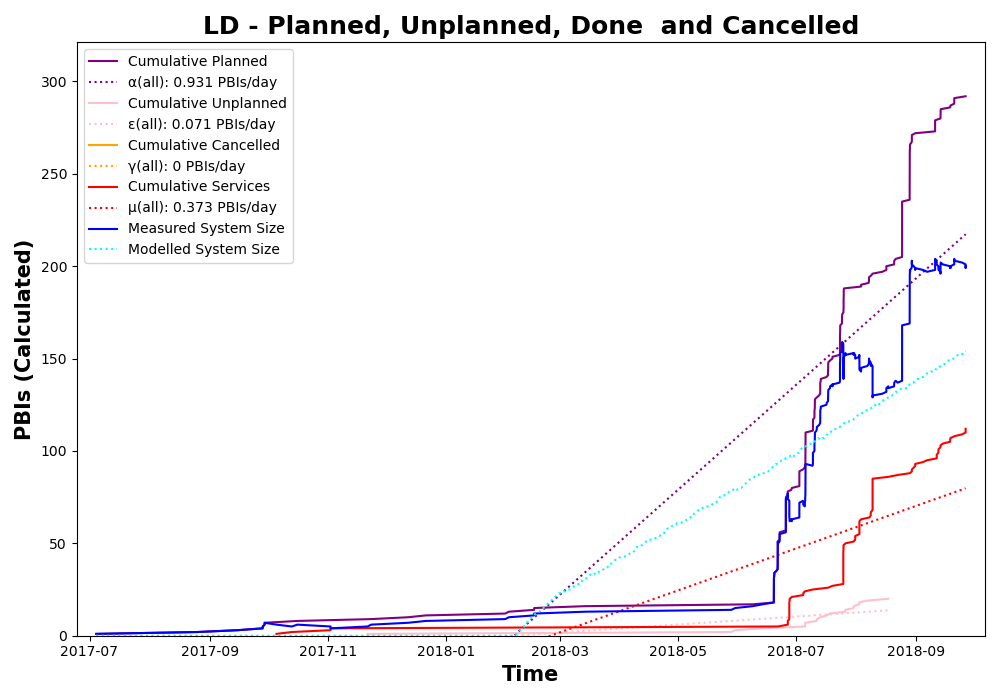 LD - Planned, Unplanned, Done  and Cancelled
Cumulative Planned
α(all): 0.931 PBIs/day
Cumulative Unplanned
ε(all): 0.071 PBIs/day
Cumulative Cancelled
γ(all): 0 PBIs/day
Cumulative Services
μ(all): 0.373 PBIs/day
Measured System Size
Modelled System Size
PBIs (Calculated)
300
250
200
150
100
50
0
2017-07 2017-09 2017-11 2018-01 2018-03 2018-05 2018-07 2018-09
Time